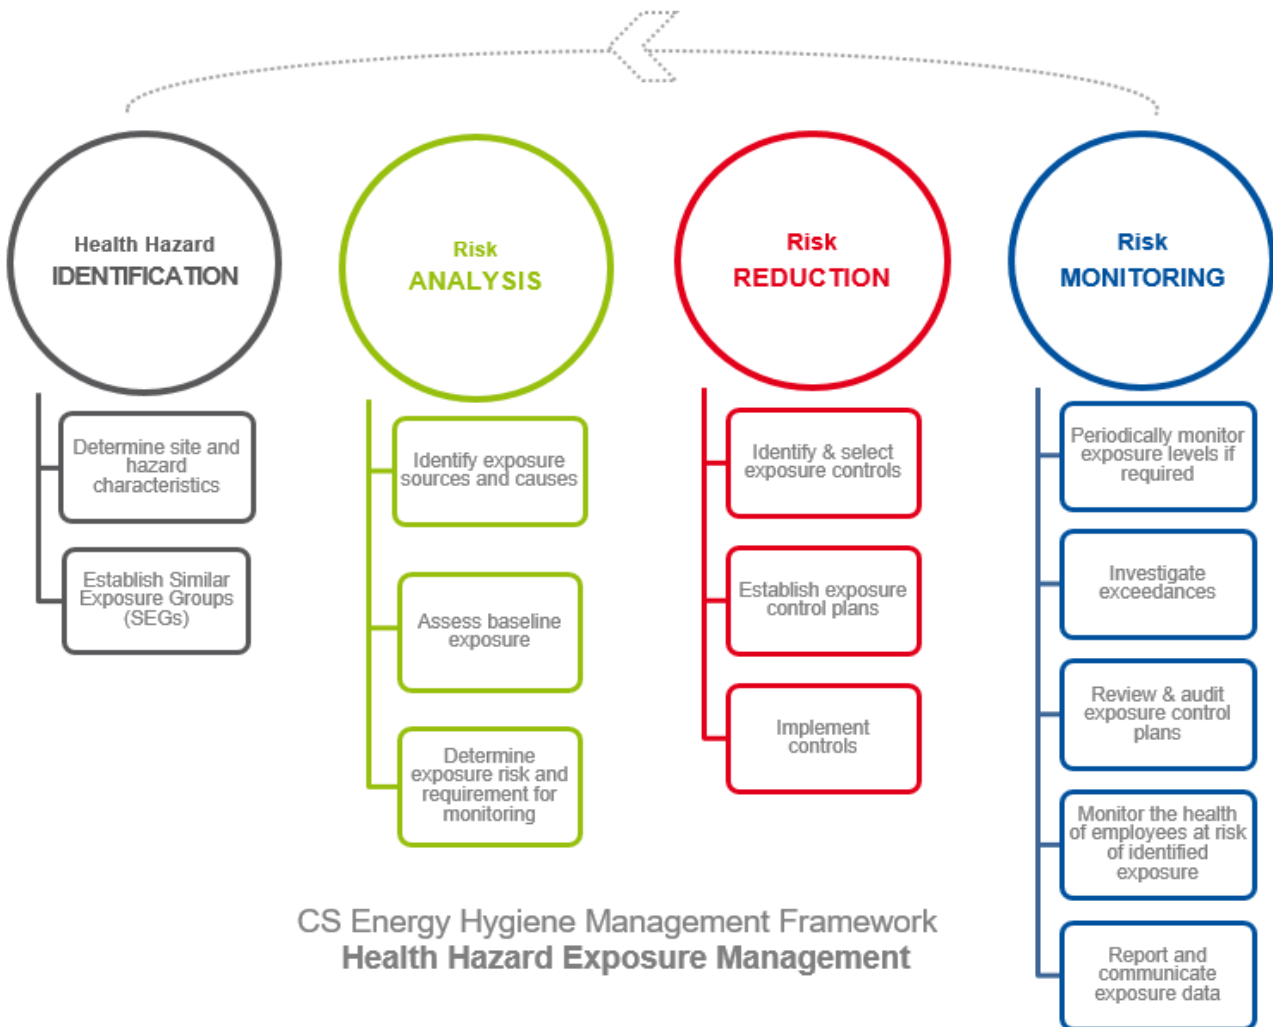 Health Hazard
IDENTIFICATION
Determine site and
hazard
characteristics
Establish Similar
Exposure Groups
(SEGs)
Risk
ANALYSIS
Identify exposure
sources and causes
Assess baseline
exposure
Determine
exposure risk and
requirement for
monitoring
Risk
REDUCTION
Identify & select
exposure controls
Establish exposure
control plans
Implement
controls
Risk
MONITORING
Periodically monitor
exposure levels if
required
Investigate
exceedances
Review & audit
exposure control
plans
Monitor the health
of employees at risk
of identified
exposure
Report and
communicate
exposure data
CS Energy Hygiene Management Framework
Health Hazard Exposure Management